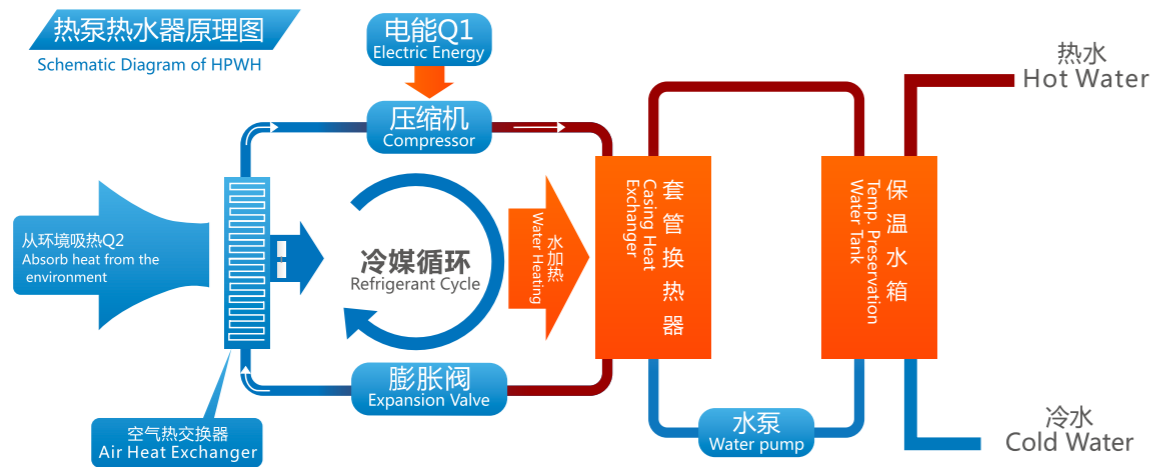 热泵热水器原理图
Schematic Diagram of HPWH
电能Q1
Electric Energy
压缩机
Compressor
热水
Hot Water
从环境吸热Q2
Absorb heat from the
environment
冷媒循环
Refrigerant Cycle
水加热
Water Heating
套管换热器
Casing Heat
Exchanger
保温水箱
Temp. Preservation
Water Tank
膨胀阀
Expansion Valve
空气热交换器
Air Heat Exchanger
水泵
Water pump
冷水
Cold Water